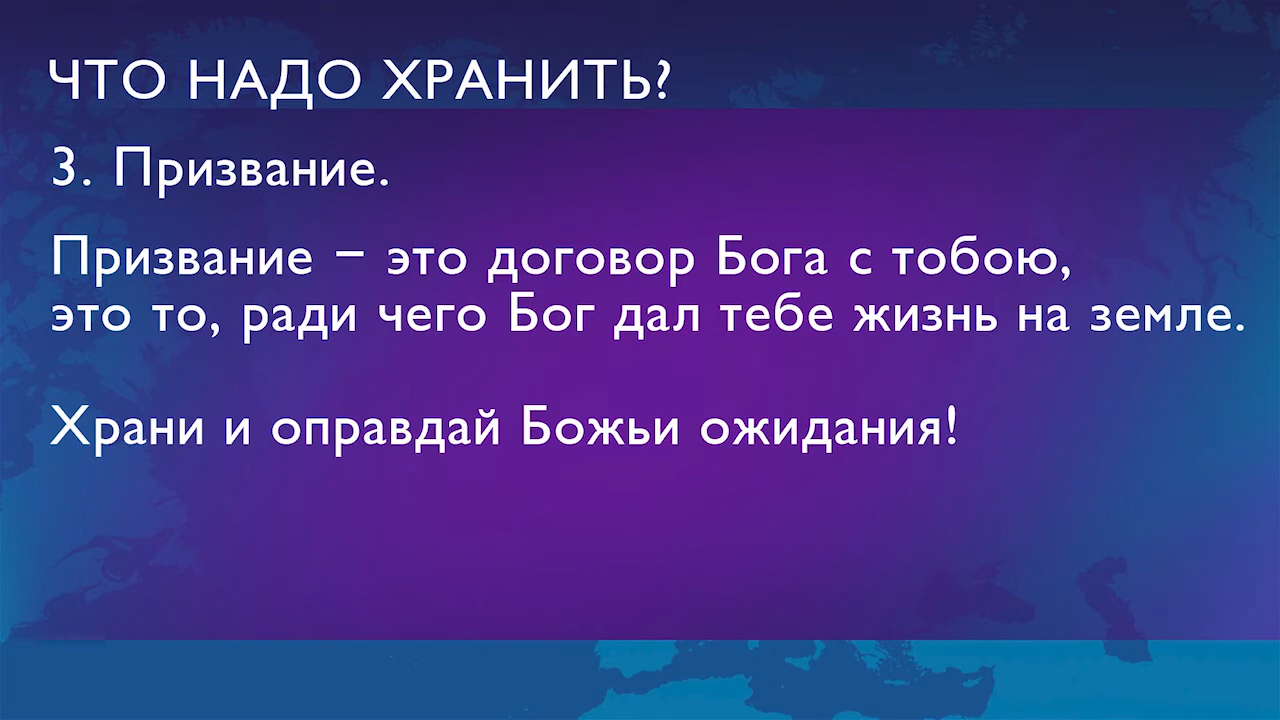 ЧТО НАДО ХРАНИТЬ?
3. Призвание.
Призвание – это договор Бога с тобою,
это то, ради чего Бог дал тебе жизнь на земле.
Храни и оправдай Божьи ожидания!